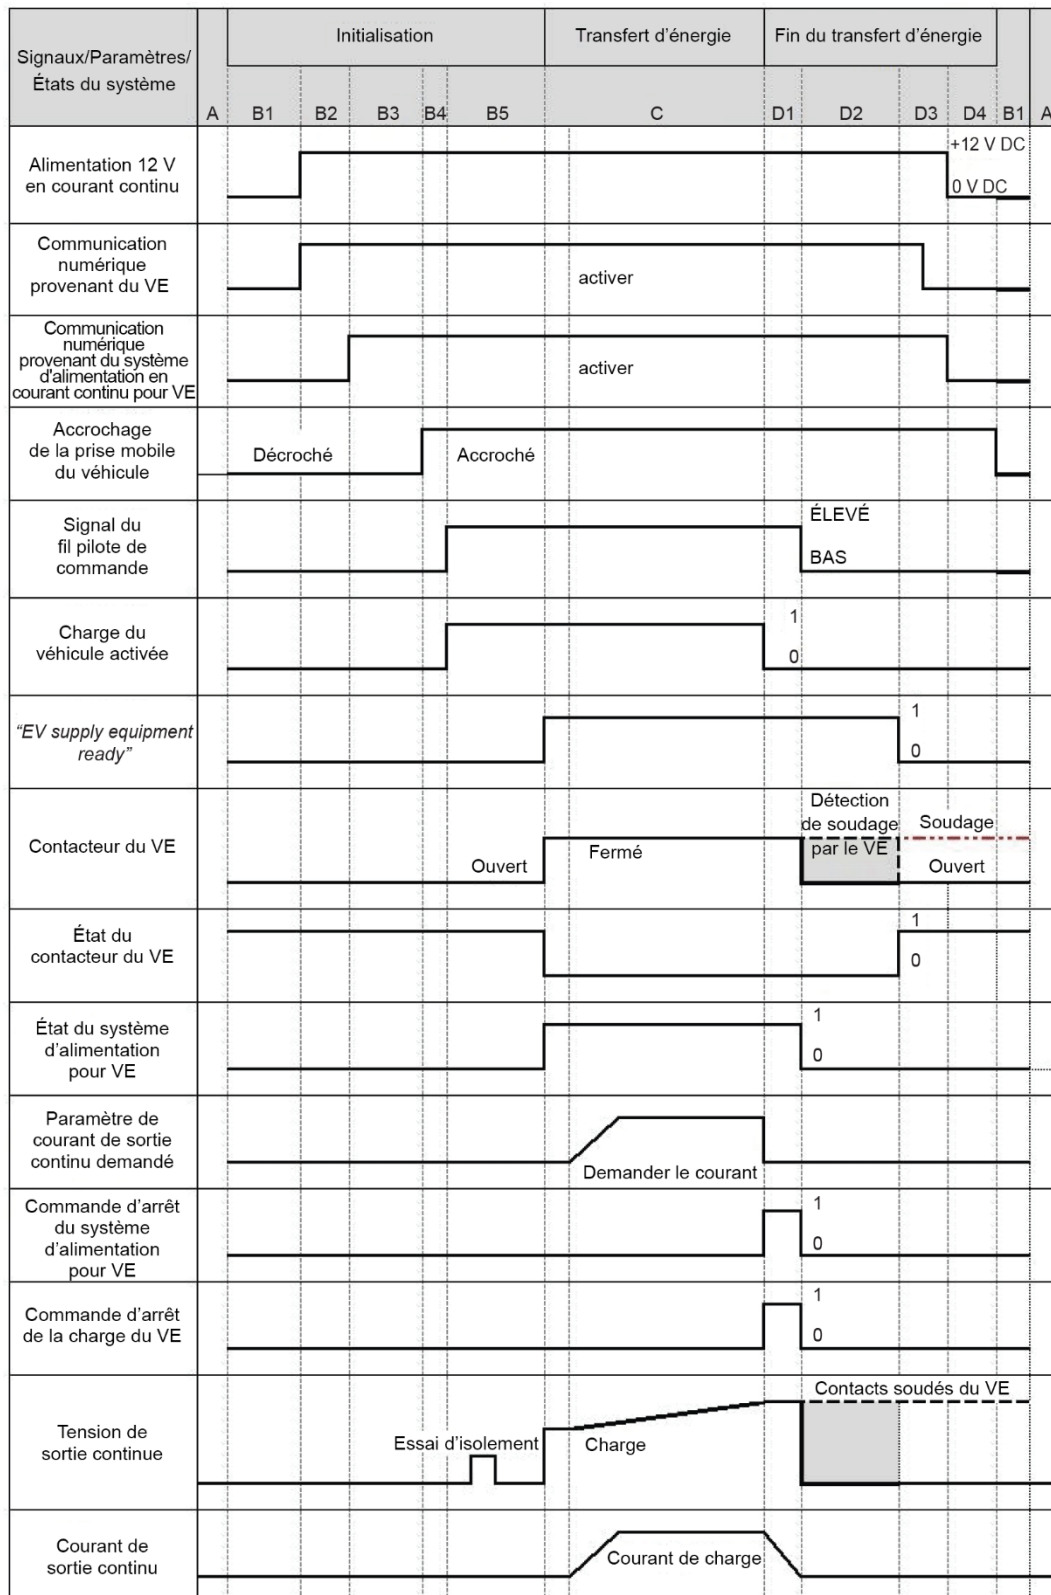 Signaux/Paramètres/
États du système
Initialisation
Transfert d'énergie
Fin du transfert d'énergie
A B1 B2 B3 B4 B5 C D1 D2 D3 D4 B1 A
Alimentation 12 V
en courant continu
+12 V DC
0 V DC
Communication
numérique
provenant du VE
activer
Communication
numérique
provenant du système
d'alimentation en
courant continu pour VE
activer
Accrochage
de la prise mobile
du véhicule
Décroché
Accroché
Signal du
fil pilote de
commande
ÉLEVÉ
BAS
Charge du
véhicule activée
1
0
"EV supply equipment
ready"
1
0
Contacteur du VE
Ouvert
Fermé
Détection
de soudage
par le VE
Soudage
Ouvert
État du
contacteur du VE
1
0
État du système
d'alimentation
pour VE
1
0
Paramètre de
courant de sortie
continu demandé
Demander le courant
Commande d'arrêt
du système
d'alimentation
pour VE
1
0
Commande d'arrêt
de la charge du VE
1
0
Tension de
sortie continue
Essai d'isolement
Charge
Contacts soudés du VE
Courant de
sortie continu
Courant de charge